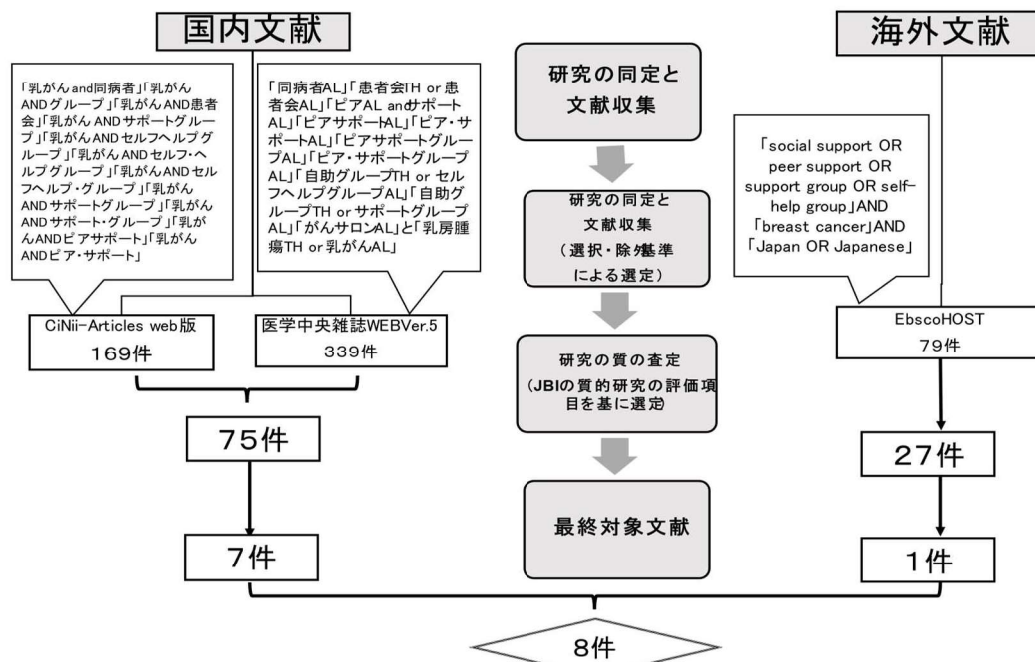 国内文献
「乳がんand同病者」「乳がん
ANDグループ」「乳がんAND患者
会」「乳がんANDサポートグルー
プ」「乳がんANDセルフヘルプグ
ループ」「乳がんANDセルフ・ヘ
ルプグループ」「乳がんANDセル
フヘルプ・グループ」「乳がん
ANDサポートグループ」「乳がん
ANDサポート・グループ」「乳が
んANDピアサポート」「乳がん
ANDピア・サポート」
「同病者AL」「患者会TH or 患
者会AL」「ピアAL andサポート
AL」「ピアサポートAL」「ピア・サ
ポートAL」「ピアサポートグルー
プAL」「ピア・サポートグループ
AL」「自助グループTH or セル
フヘルプグループAL」「自助グ
ループTH orサポートグループ
AL」「がんサロンAL」と「乳房腫
瘍TH or 乳がんAL」
CiNii-Articles web版
169件
医学中央雑誌WEBVer.5
339件
75件
7件
研究の同定と
文献収集
研究の同定と
文献収集
(選択・除外基準
による選定)
研究の質の査定
(JBIの質的研究の評価項
目を基に選定)
最終対象文献
海外文献
「social support OR
peer support OR
support group OR self-
help group」AND
「breast cancer」AND
「Japan OR Japanese」
EbscoHOST
79件
27件
1件
8件